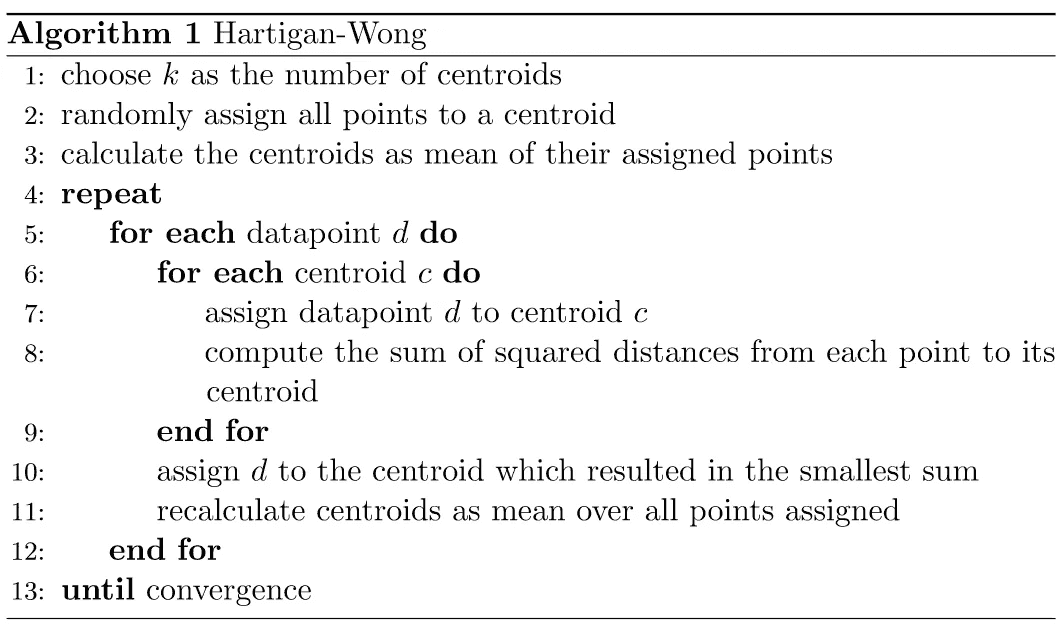 Algorithm 1 Hartigan-Wong
1: choose k as the number of centroids
2: randomly assign all points to a centroid
3: calculate the centroids as mean of their assigned points
4: repeat
5: for each datapoint d do
6: for each centroid c do
7: assign datapoint d to centroid c
8: compute the sum of squared distances from each point to its
centroid
9: end for
10: assign d to the centroid which resulted in the smallest sum
11: recalculate centroids as mean over all points assigned
12: end for
13: until convergence